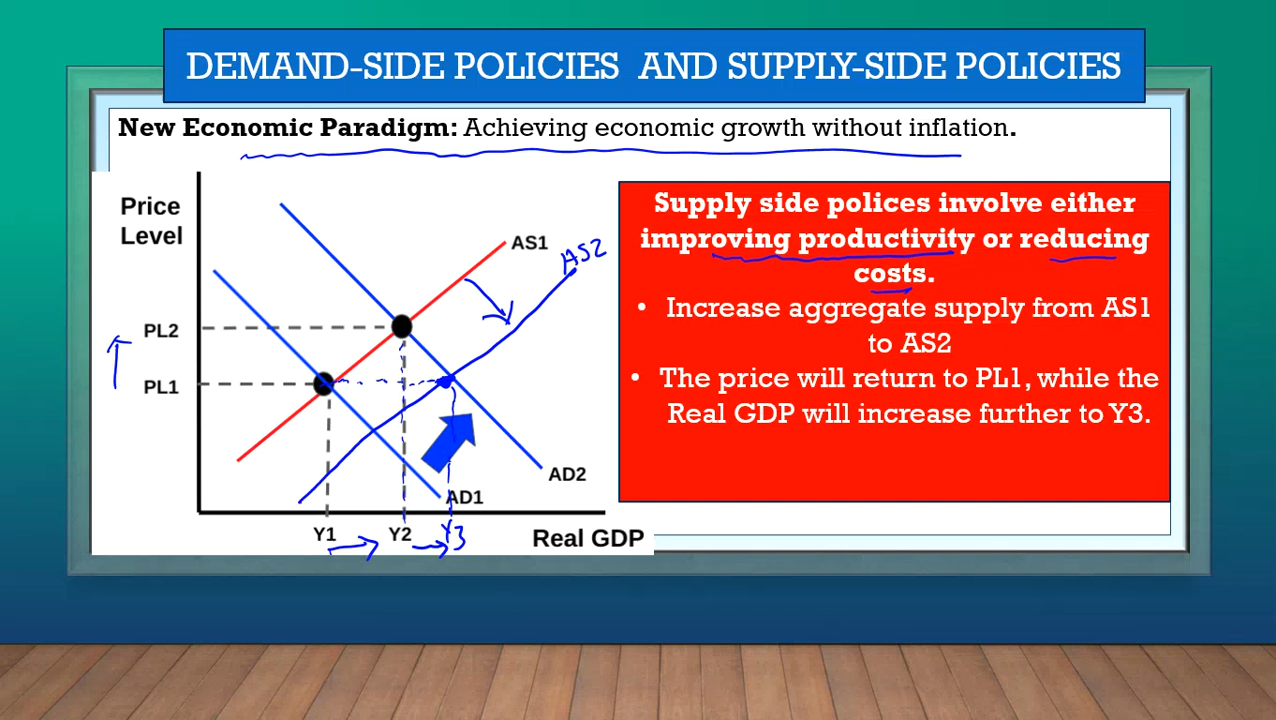 DEMAND-SIDE POLICIES AND SUPPLY-SIDE POLICIES
New Economic Paradigm: Achieving economic growth without inflation.
Price
Level
AS1
AS2
PL2
PL1
AD2
AD1
Y1
Y2
Y3
Real GDP
Supply side polices involve either
improving productivity or reducing
costs.
• Increase aggregate supply from AS1
to AS2
• The price will return to PL1, while the
Real GDP will increase further to Y3.